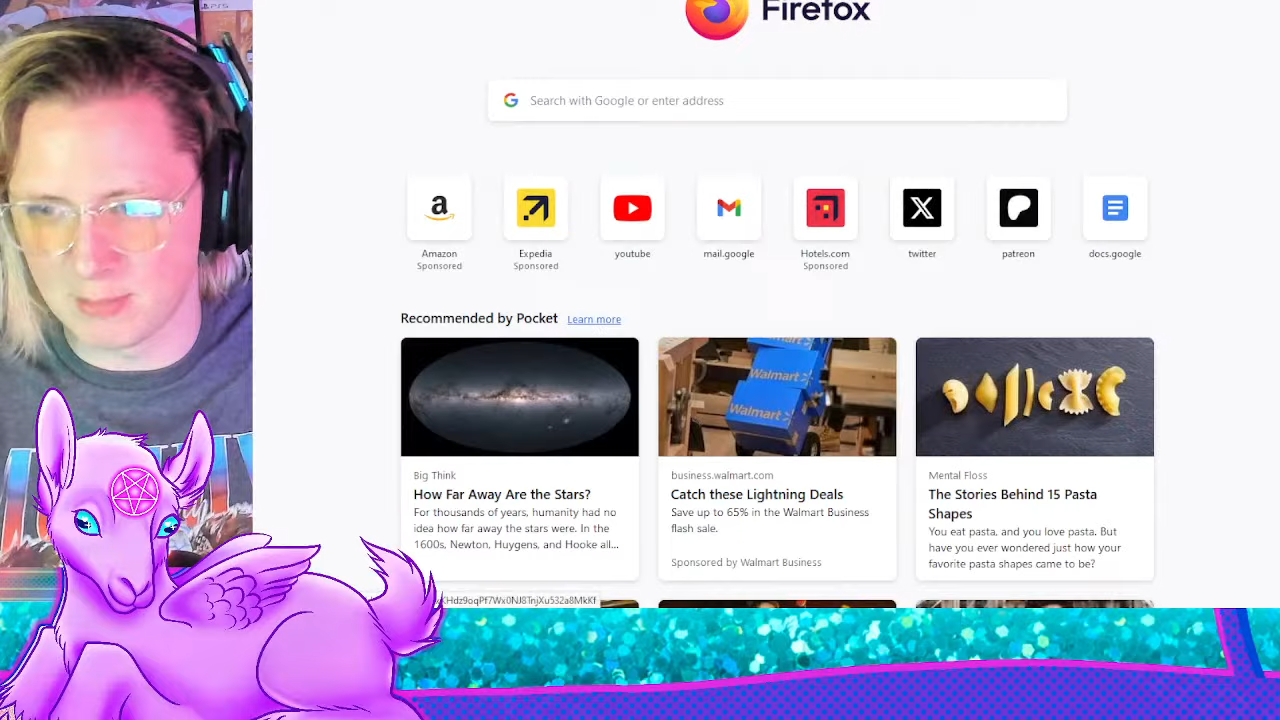 Firefox
Search with Google or enter address
a
Amazon
Sponsored
Expedia
Sponsored
youtube
mail.google
Hotels.com
Sponsored
X
twitter
patreon
docs.google
Recommended by Pocket Learn more
Walmart
Walmart
Big Think
How Far Away Are the Stars?
For thousands of years, humanity had no
idea how far away the stars were. In the
1600s, Newton, Huygens, and Hooke all...
business.walmart.com
Catch these Lightning Deals
Save up to 65% in the Walmart Business
flash sale.
Sponsored by Walmart Business
Mental Floss
The Stories Behind 15 Pasta
Shapes
You eat pasta, and you love pasta. But
have you ever wondered just how your
favorite pasta shapes came to be?